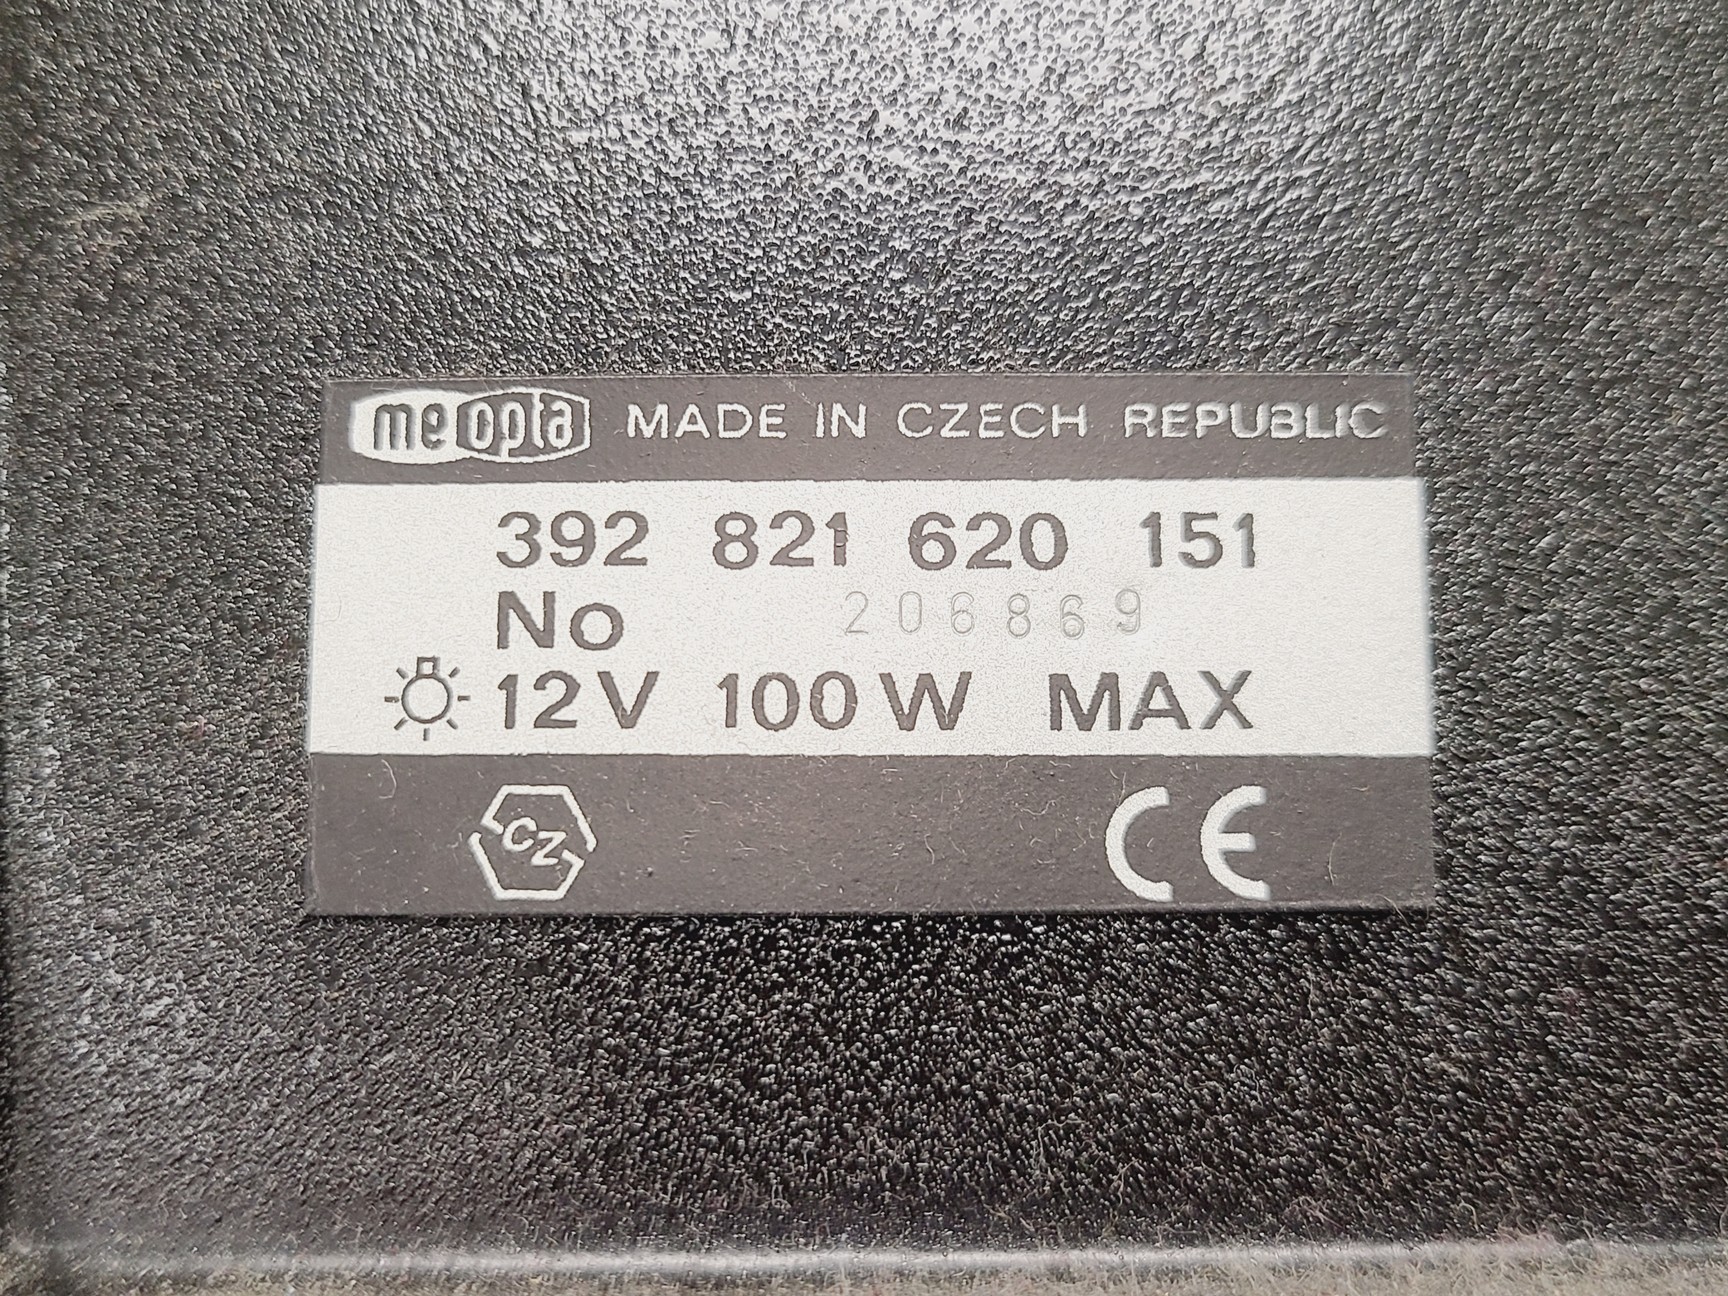 meopta MADE IN CZECH REPUBLIC
392 821 620 151
No 206869
12V 100W MAX
CZ CE